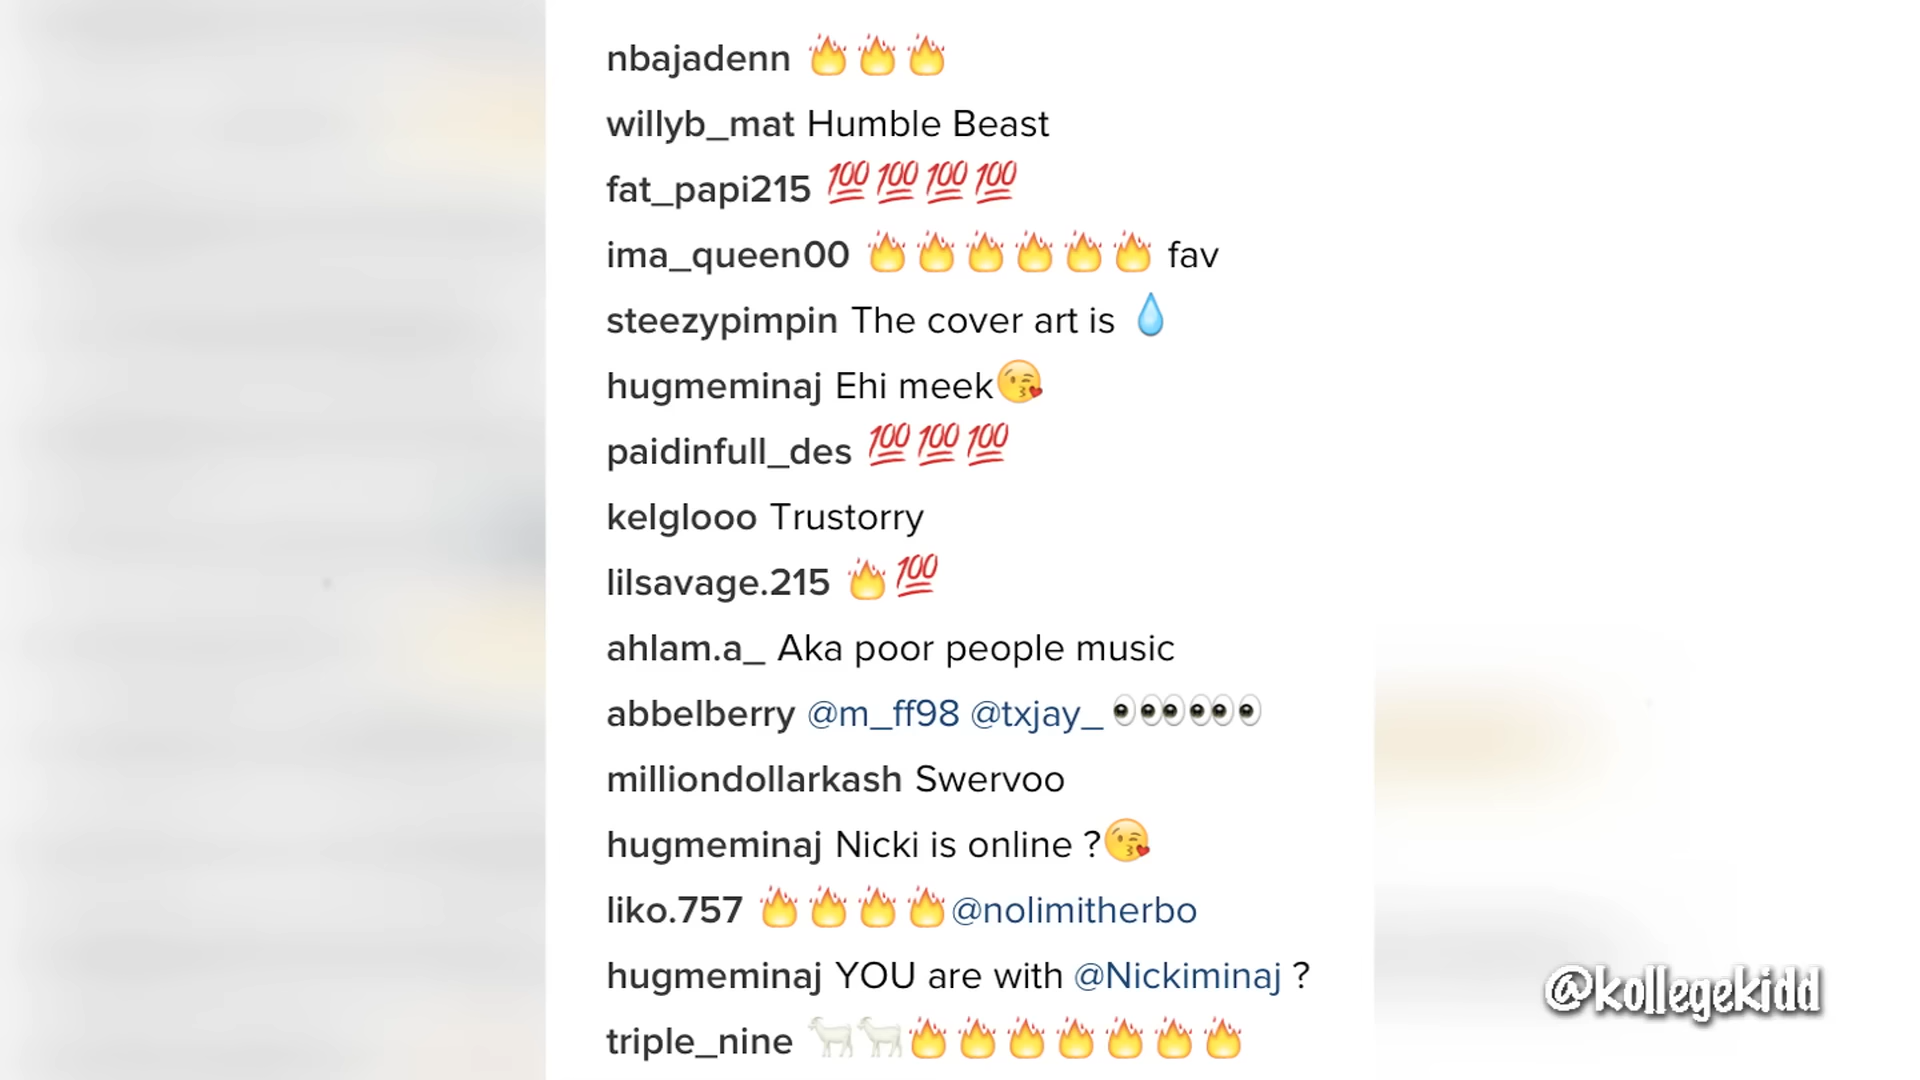 nbajadenn 🔥🔥🔥
willyb_mat Humble Beast
fat_papi215 💯💯💯💯
ima_queen00 🔥🔥🔥🔥🔥🔥 fav
steezypimpin The cover art is 💧
hugmeminaj Ehi meek😘
paidinfull_des 💯💯💯
kelglooo Trustorry
lilsavage.215 🔥💯
ahlam.a_ Aka poor people music
abbelberry @m_ff98 @txjay_ 👀👀👀
milliondollarkash Swervoo
hugmeminaj Nicki is online ?😘
liko.757 🔥🔥🔥🔥@nolimitherbo
hugmeminaj YOU are with @Nickiminaj ?
triple_nine 🐐🐐🔥🔥🔥🔥🔥🔥🔥
@kollegekidd